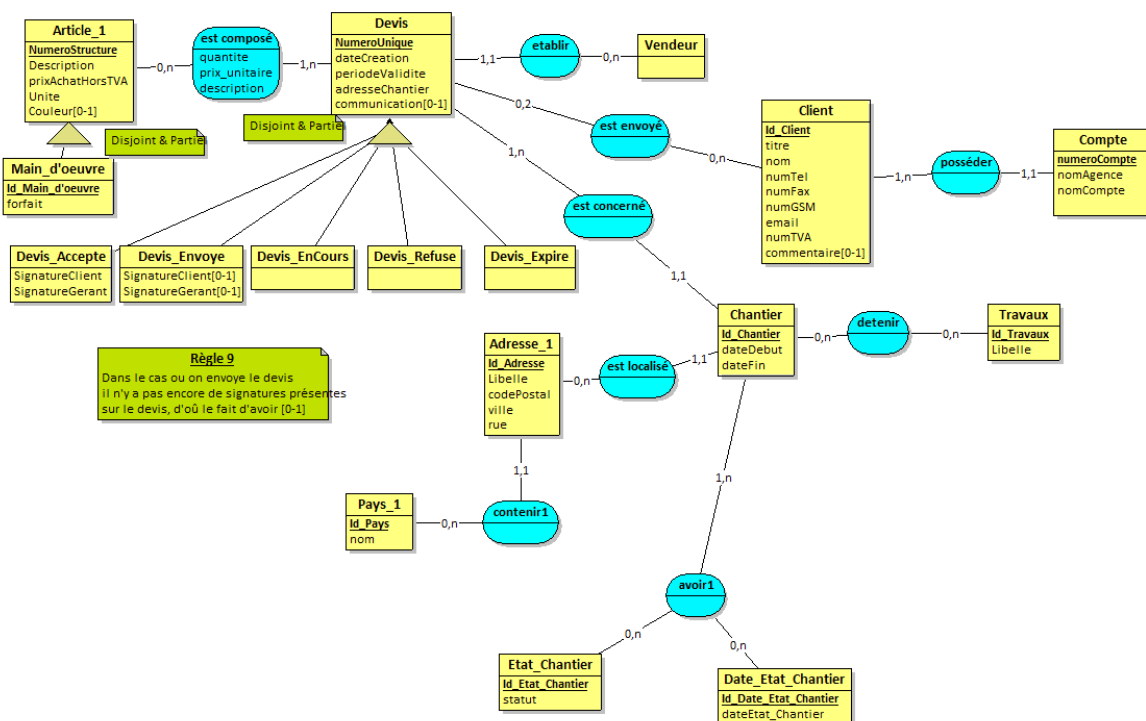 Article_1
NumeroStructure
Description
prixAchatHorsTVA
Unite
Couleur[0-1]
0,n
est composé
quantite
prix_unitaire
description
1,n
Devis
NumeroUnique
dateCreation
periodeValidite
adresseChantier
communication[0-1]
1,1
etablir
0,n
Vendeur
0,2
est envoyé
0,n
Client
Id_Client
titre
nom
numTel
numFax
numGSM
email
numTVA
commentaire[0-1]
1,n
posséder
1,1
Compte
numeroCompte
nomAgence
nomCompte
Disjoint & Partiel
Disjoint & Partiel
Main_d'oeuvre
Id_Main_d'oeuvre
forfait
1,n
est concerné
1,1
Devis_Accepte
SignatureClient
SignatureGerant
Devis_Envoye
SignatureClient[0-1]
SignatureGerant[0-1]
Devis_EnCours
Devis_Refuse
Devis_Expire
Chantier
Id_Chantier
dateDebut
dateFin
0,n
detenir
0,n
Travaux
Id_Travaux
Libelle
Règle 9
Dans le cas ou on envoye le devis
il n'y a pas encore de signatures présentes
sur le devis, d'où le fait d'avoir [0-1]
Adresse_1
Id_Adresse
Libelle
codePostal
ville
rue
0,n
est localisé
1,1
1,1
Pays_1
Id_Pays
nom
0,n
contenir1
1,n
avoir1
0,n
0,n
Etat_Chantier
Id_Etat_Chantier
statut
Date_Etat_Chantier
Id_Date_Etat_Chantier
dateEtat_Chantier